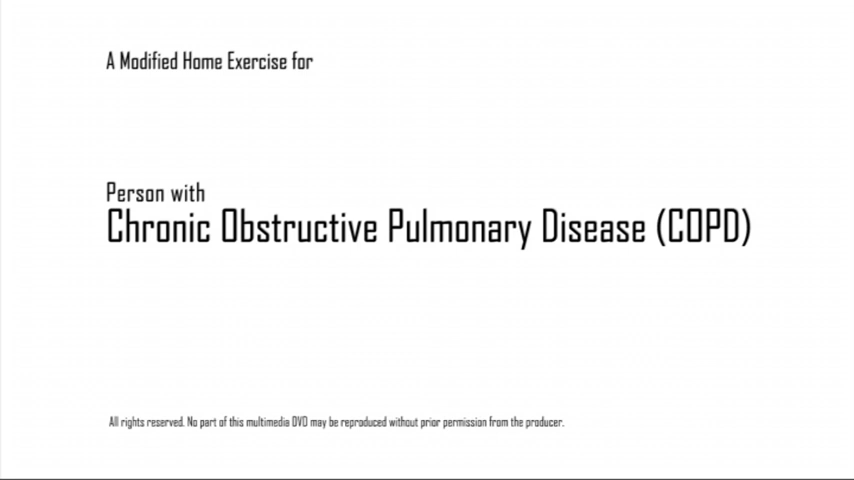 A Modified Home Exercise for
Person with
Chronic Obstructive Pulmonary Disease (COPD)
All rights reserved. No part of this multimedia DVD may be reproduced without prior permission from the producer.